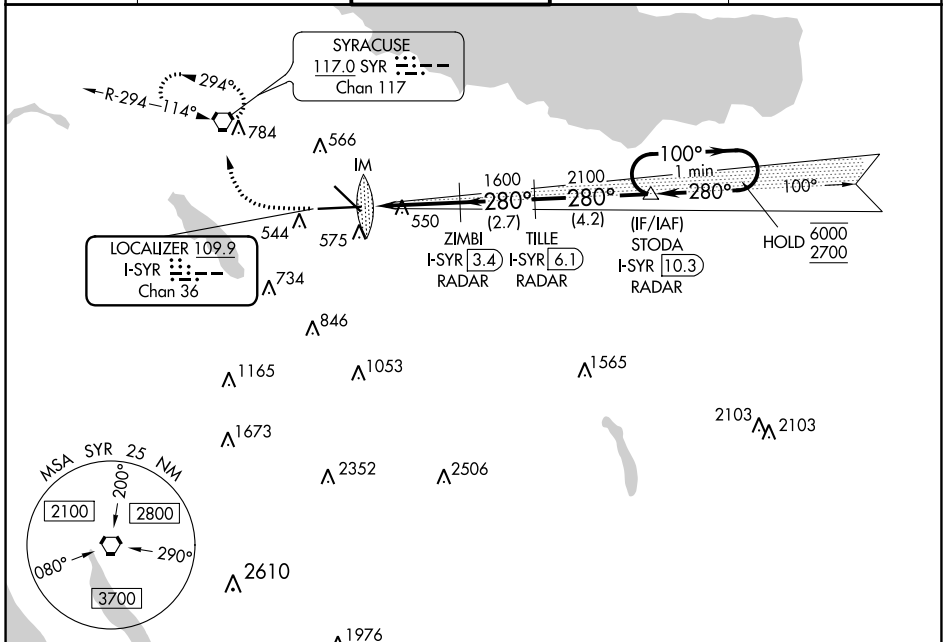 SYRACUSE
117.0 SYR
Chan 117
294°
R-294
114°
784
566
IM
1600
2100
100°
1 min
280°
280°
280°
100°
550
(2.7)
(4.2)
544
575
ZIMBI
I-SYR 3.4
RADAR
TILLE
I-SYR 6.1
RADAR
(IF/IAF)
STODA
I-SYR 10.3
RADAR
HOLD
6000
2700
LOCALIZER 109.9
I-SYR
Chan 36
734
846
1165
1053
1565
1673
2103
2103
2352
2506
MSA SYR 25 NM
200°
2100
2800
080°
290°
3700
2610
1976